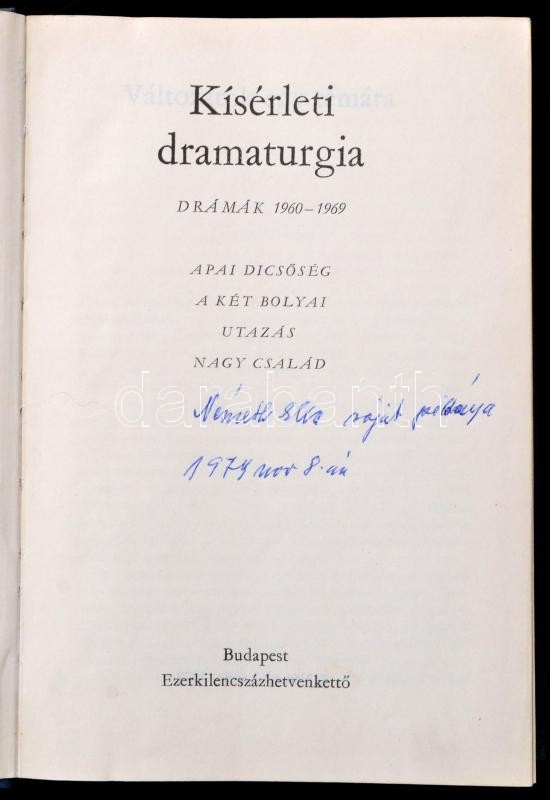 Kísérleti
dramaturgia
DRÁMÁK 1960–1969
APAI DICSŐSÉG
A KÉT BOLYAI
UTAZÁS
NAGY CSALÁD
darabanth
Németh saját példánya
1974 nov 8.-án
Budapest
Ezerkilencszázhetvenkettő